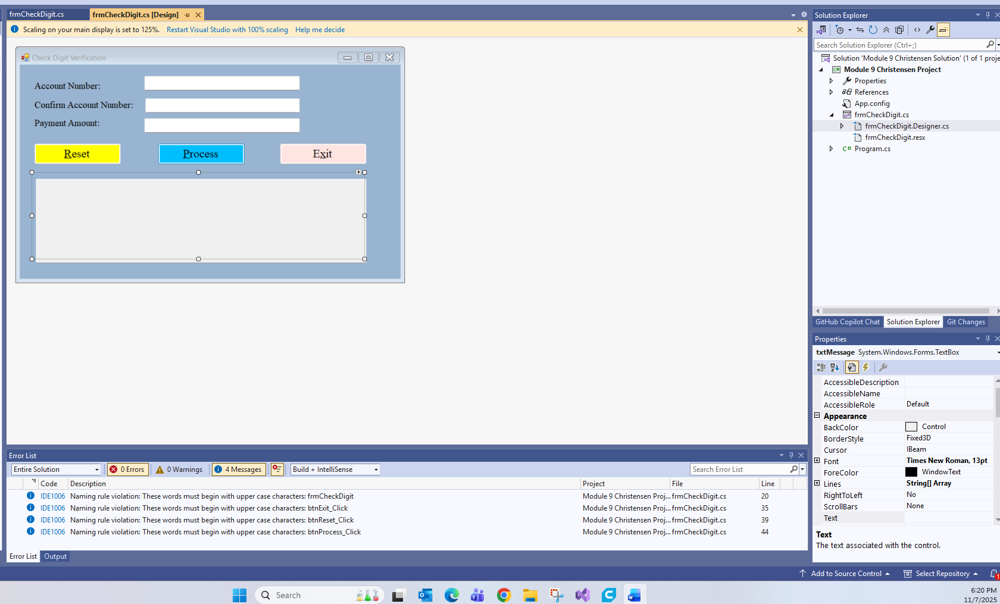 frmCheckDigit.cs
frmCheckDigit.cs [Design]
Scaling on your main display is set to 125%. Restart Visual Studio with 100% scaling Help me decide
Check Digit Verification
Account Number:
Confirm Account Number:
Payment Amount:
Reset Process Exit
Error List
Entire Solution 0 Errors 0 Warnings 4 Messages Build + IntelliSense Search Error List
Code Description Project File Line
IDE1006 Naming rule violation: These words must begin with upper case characters: frmCheckDigit Module 9 Christensen Proj... frmCheckDigit.cs 20
IDE1006 Naming rule violation: These words must begin with upper case characters: btnExit_Click Module 9 Christensen Proj... frmCheckDigit.cs 35
IDE1006 Naming rule violation: These words must begin with upper case characters: btnReset_Click Module 9 Christensen Proj... frmCheckDigit.cs 39
IDE1006 Naming rule violation: These words must begin with upper case characters: btnProcess_Click Module 9 Christensen Proj... frmCheckDigit.cs 44
Error List Output
Solution Explorer
Search Solution Explorer (Ctrl+;)
Solution 'Module 9 Christensen Solution' (1 of 1 proje
C# Module 9 Christensen Project
Properties
References
App.config
frmCheckDigit.cs
frmCheckDigit.Designer.cs
frmCheckDigit.resx
C# Program.cs
GitHub Copilot Chat Solution Explorer Git Changes
Properties
txtMessage System.Windows.Forms.TextBox
AccessibleDescription
AccessibleName
AccessibleRole Default
Appearance
BackColor Control
BorderStyle Fixed3D
Cursor IBeam
Font Times New Roman, 13pt
ForeColor WindowText
Lines String[] Array
RightToLeft No
ScrollBars None
Text
Text
The text associated with the control.
Add to Source Control Select Repository 1
Search
6:20 PM
11/7/2025